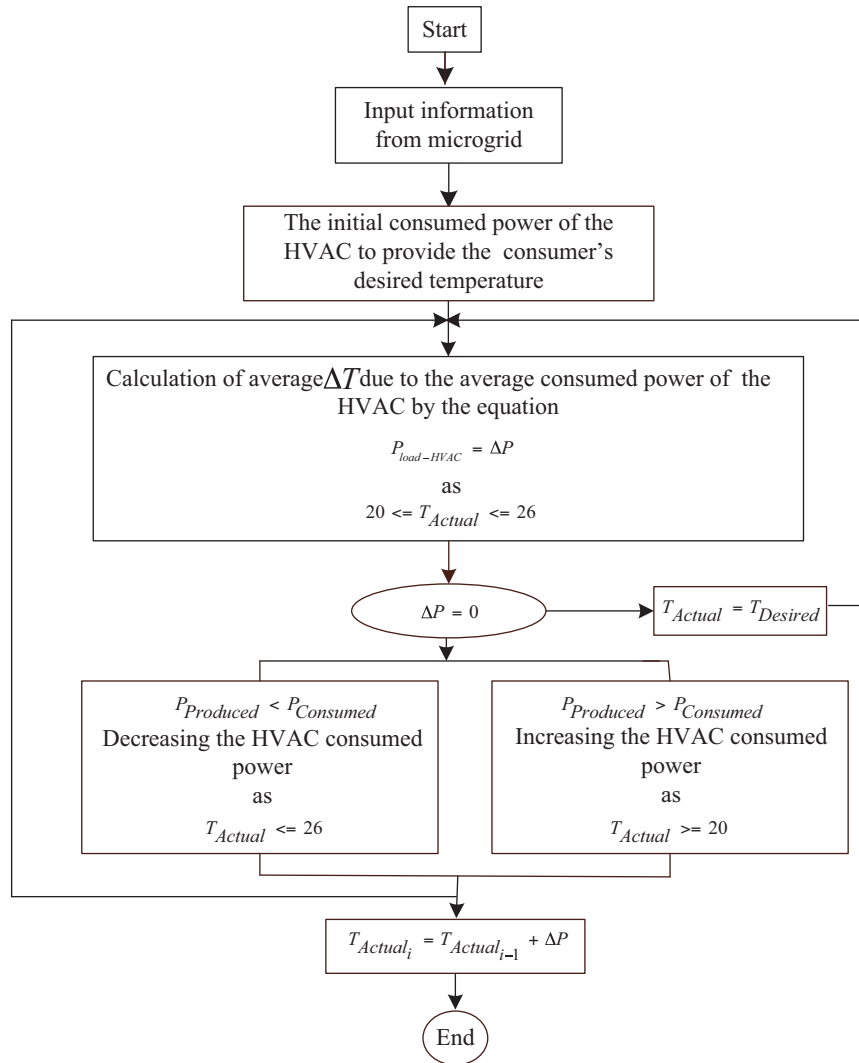 Start
Input information
from microgrid
The initial consumed power of the
HVAC to provide the consumer's
desired temperature
Calculation of average ΔT due to the average consumed power of the
HVAC by the equation
P_load-HVAC = ΔP
as
20 <= T_Actual <= 26
ΔP = 0
T_Actual = T_Desired
P_Produced < P_Consumed
Decreasing the HVAC consumed
power
as
T_Actual <= 26
P_Produced > P_Consumed
Increasing the HVAC consumed
power
as
T_Actual >= 20
T_Actual_i = T_Actual_i-1 + ΔP
End